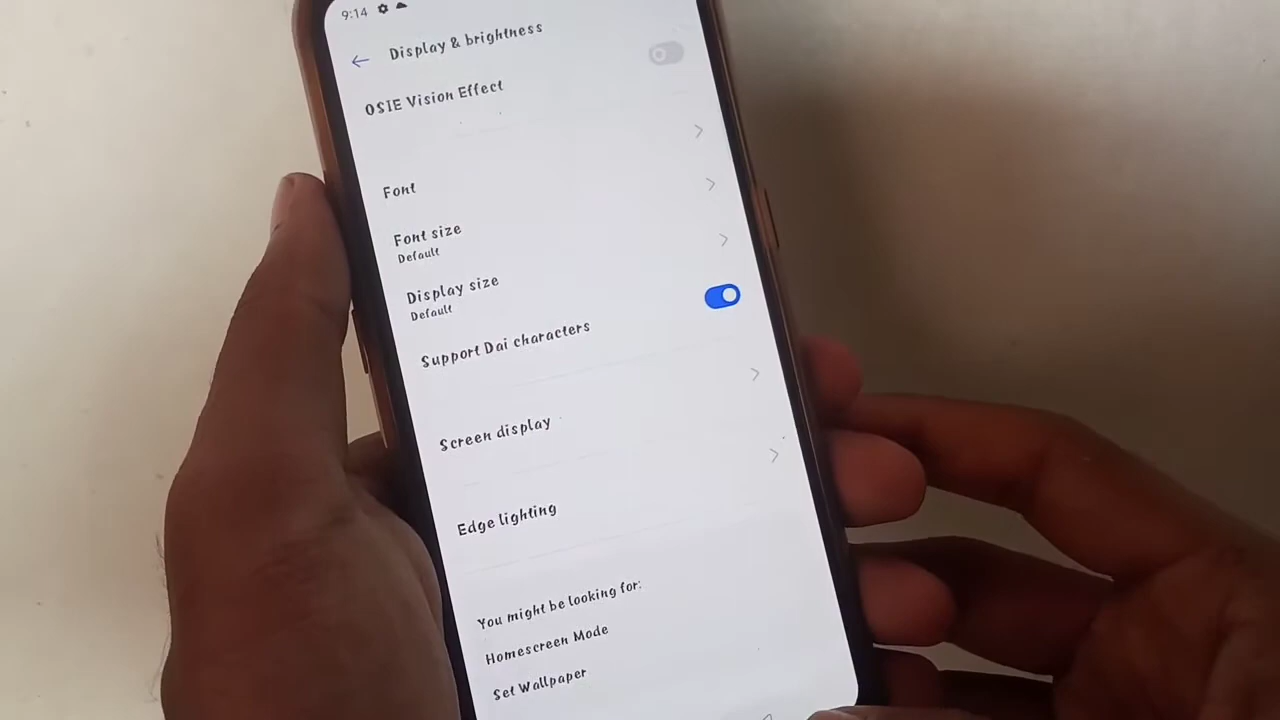 9:14
Display & brightness
OSIE Vision Effect
Font
Font size
Default
Display size
Default
Support Dai characters
Screen display
Edge lighting
You might be looking for:
Homescreen Mode
Set Wallpaper